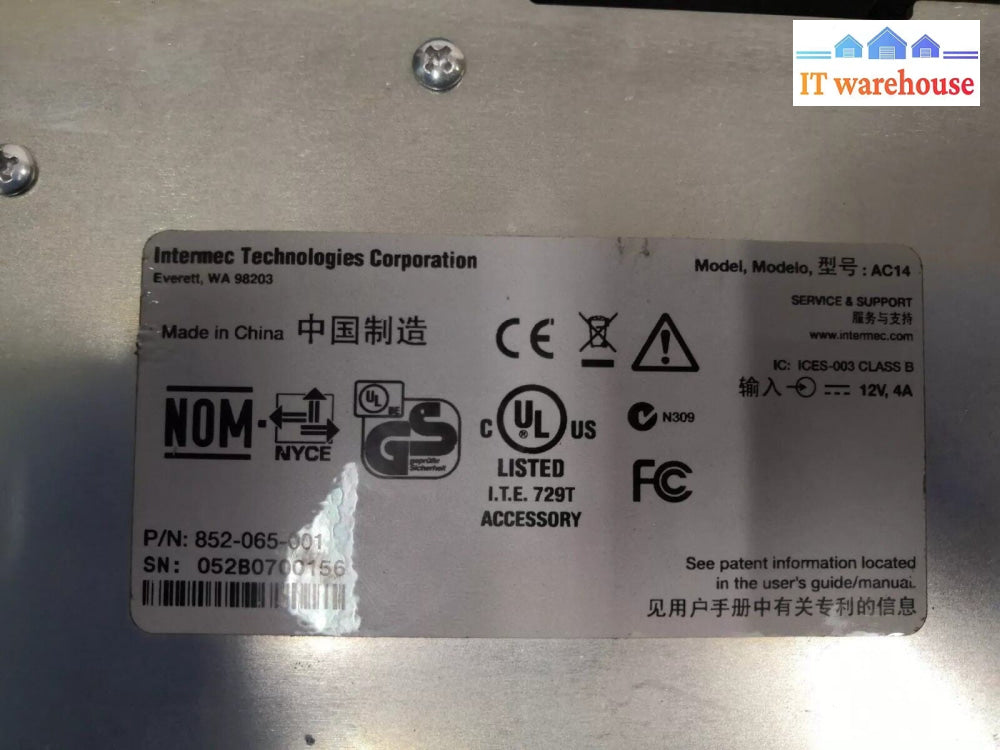 IT warehouse
Intermec Technologies Corporation
Everett, WA 98203
Model, Modelo, 型号: AC14
SERVICE & SUPPORT
服务与支持
www.intermec.com
Made in China 中国制造
CE
IC: ICES-003 CLASS B
输入 12V, 4A
NOM
NYCE
UL
DE
GS
geprüfte
Sicherheit
C UL® US
LISTED
I.T.E. 729T
ACCESSORY
N309
FC
P/N: 852-065-001
SN: 052B0700156
See patent information located
in the user's guide/manual.
见用户手册中有关专利的信息